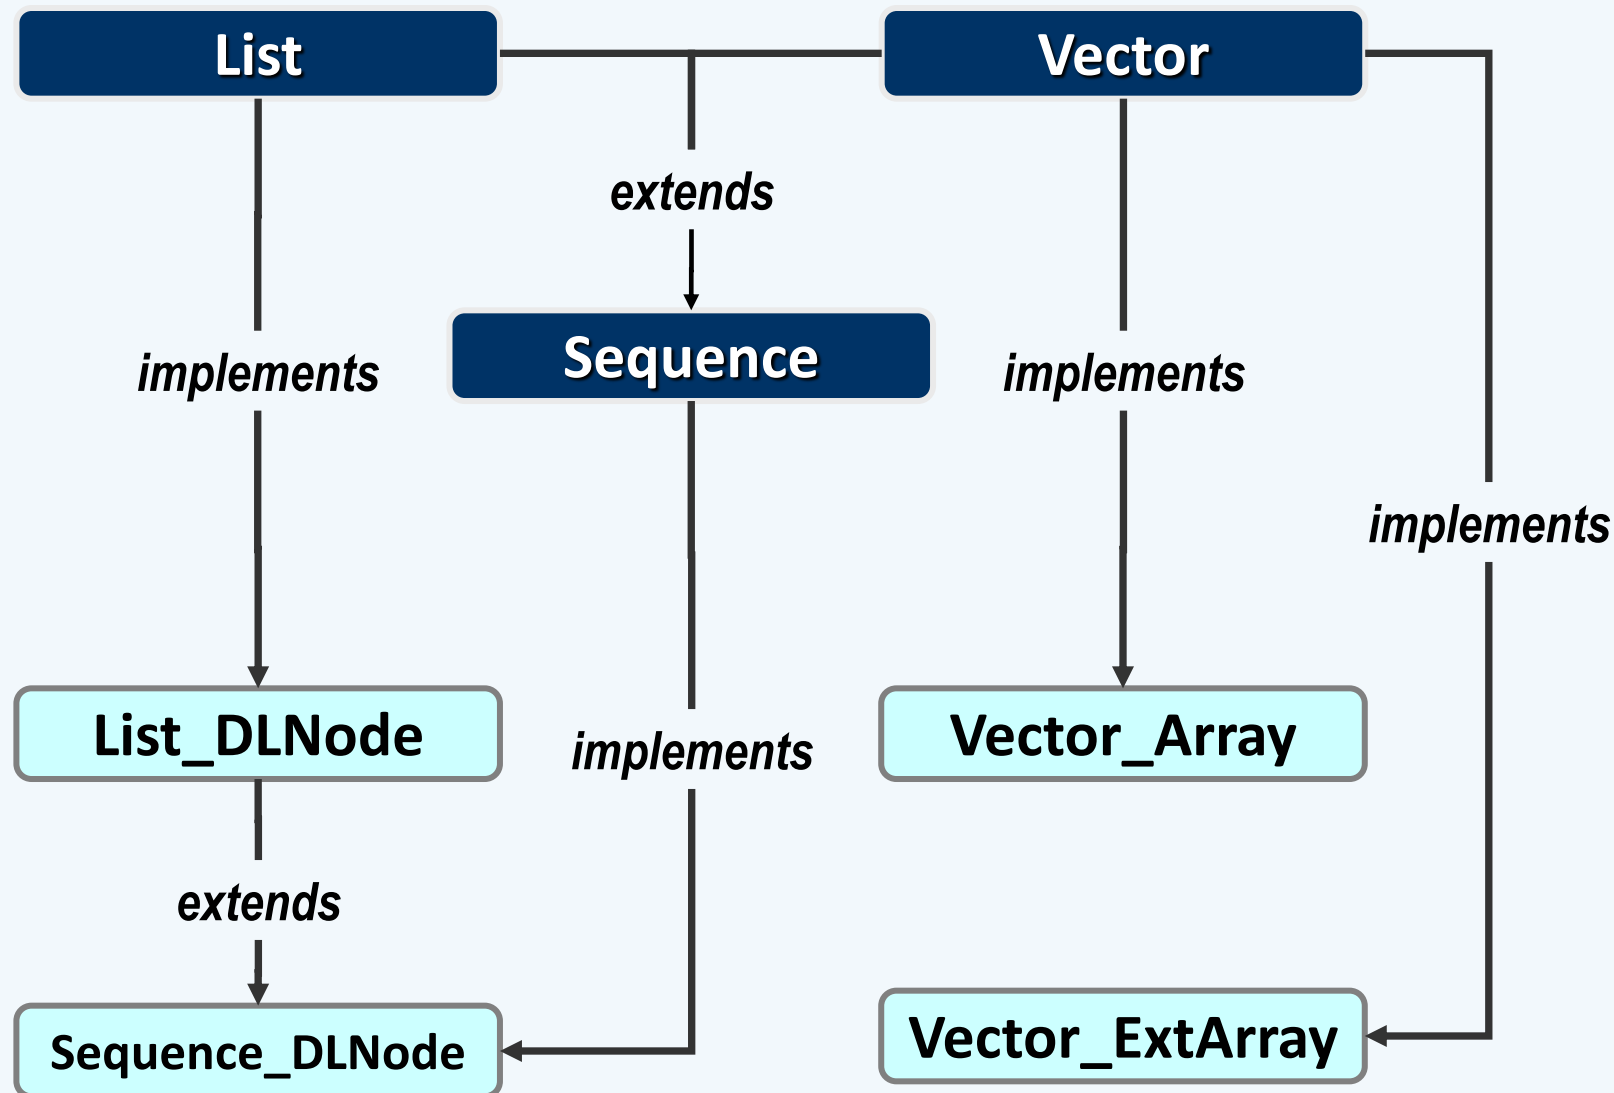 List
Vector
extends
Sequence
implements
implements
implements
List_DLNode
implements
Vector_Array
extends
Sequence_DLNode
Vector_ExtArray